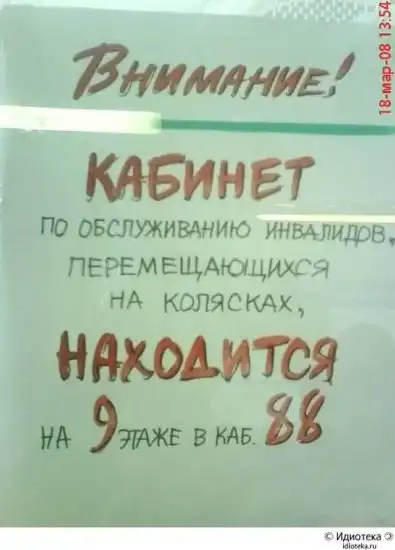 18-мар-08 13:54
Внимание!
КАБИНЕТ
ПО ОБСЛУЖИВАНИЮ ИНВАЛИДОВ,
ПЕРЕМЕЩАЮЩИХСЯ
НА КОЛЯСКАХ,
НАХОДИТСЯ
НА 9 ЭТАЖЕ В КАБ. 88
© Идиотека Э
idioteka.ru